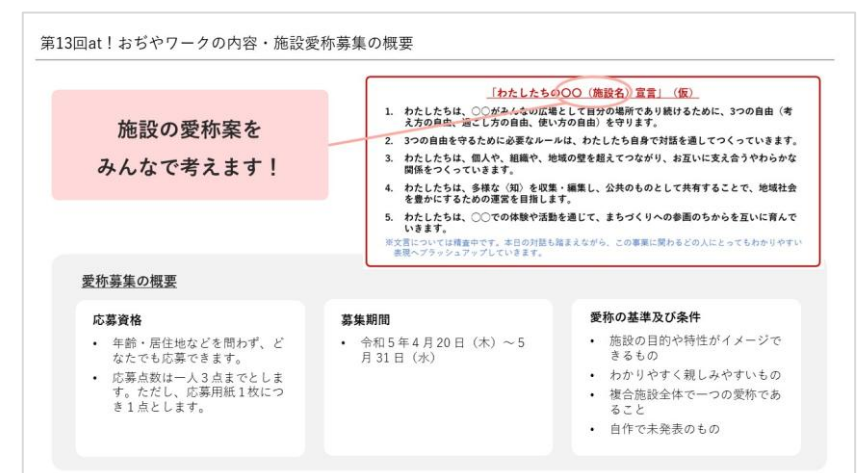 第13回at！おぢやワークの内容・施設愛称募集の概要
施設の愛称案を
みんなで考えます！
「わたしたちの〇〇（施設名）宣言」（仮）
1. わたしたちは、〇〇がみんなの広場として自分の場所であり続けるために、3つの自由（考
え方の自由、過ごし方の自由、使い方の自由）を守ります。
2. 3つの自由を守るために必要なルールは、わたしたち自身で対話を通してつくっていきます。
3. わたしたちは、個人や、組織や、地域の壁を超えてつながり、お互いに支え合うやわらかな
関係をつくっていきます。
4. わたしたちは、多様な〈知〉を収集・編集し、公共のものとして共有することで、地域社会
を豊かにするための運営を目指します。
5. わたしたちは、〇〇での体験や活動を通じて、まちづくりへの参画のちからを互いに育んで
いきます。
※文言については精査中です。本日の対話も踏まえながら、この事業に関わるどの人にとってもわかりやすい
表現へブラッシュアップしていきます。
愛称募集の概要
応募資格
• 年齢・居住地などを問わず、ど
なたでも応募できます。
• 応募点数は一人３点までとしま
す。ただし、応募用紙１枚につ
き１点とします。
募集期間
• 令和５年４月20日（木）～５
月31日（水）
愛称の基準及び条件
• 施設の目的や特性がイメージで
きるもの
• わかりやすく親しみやすいもの
• 複合施設全体で一つの愛称であ
ること
• 自作で未発表のもの